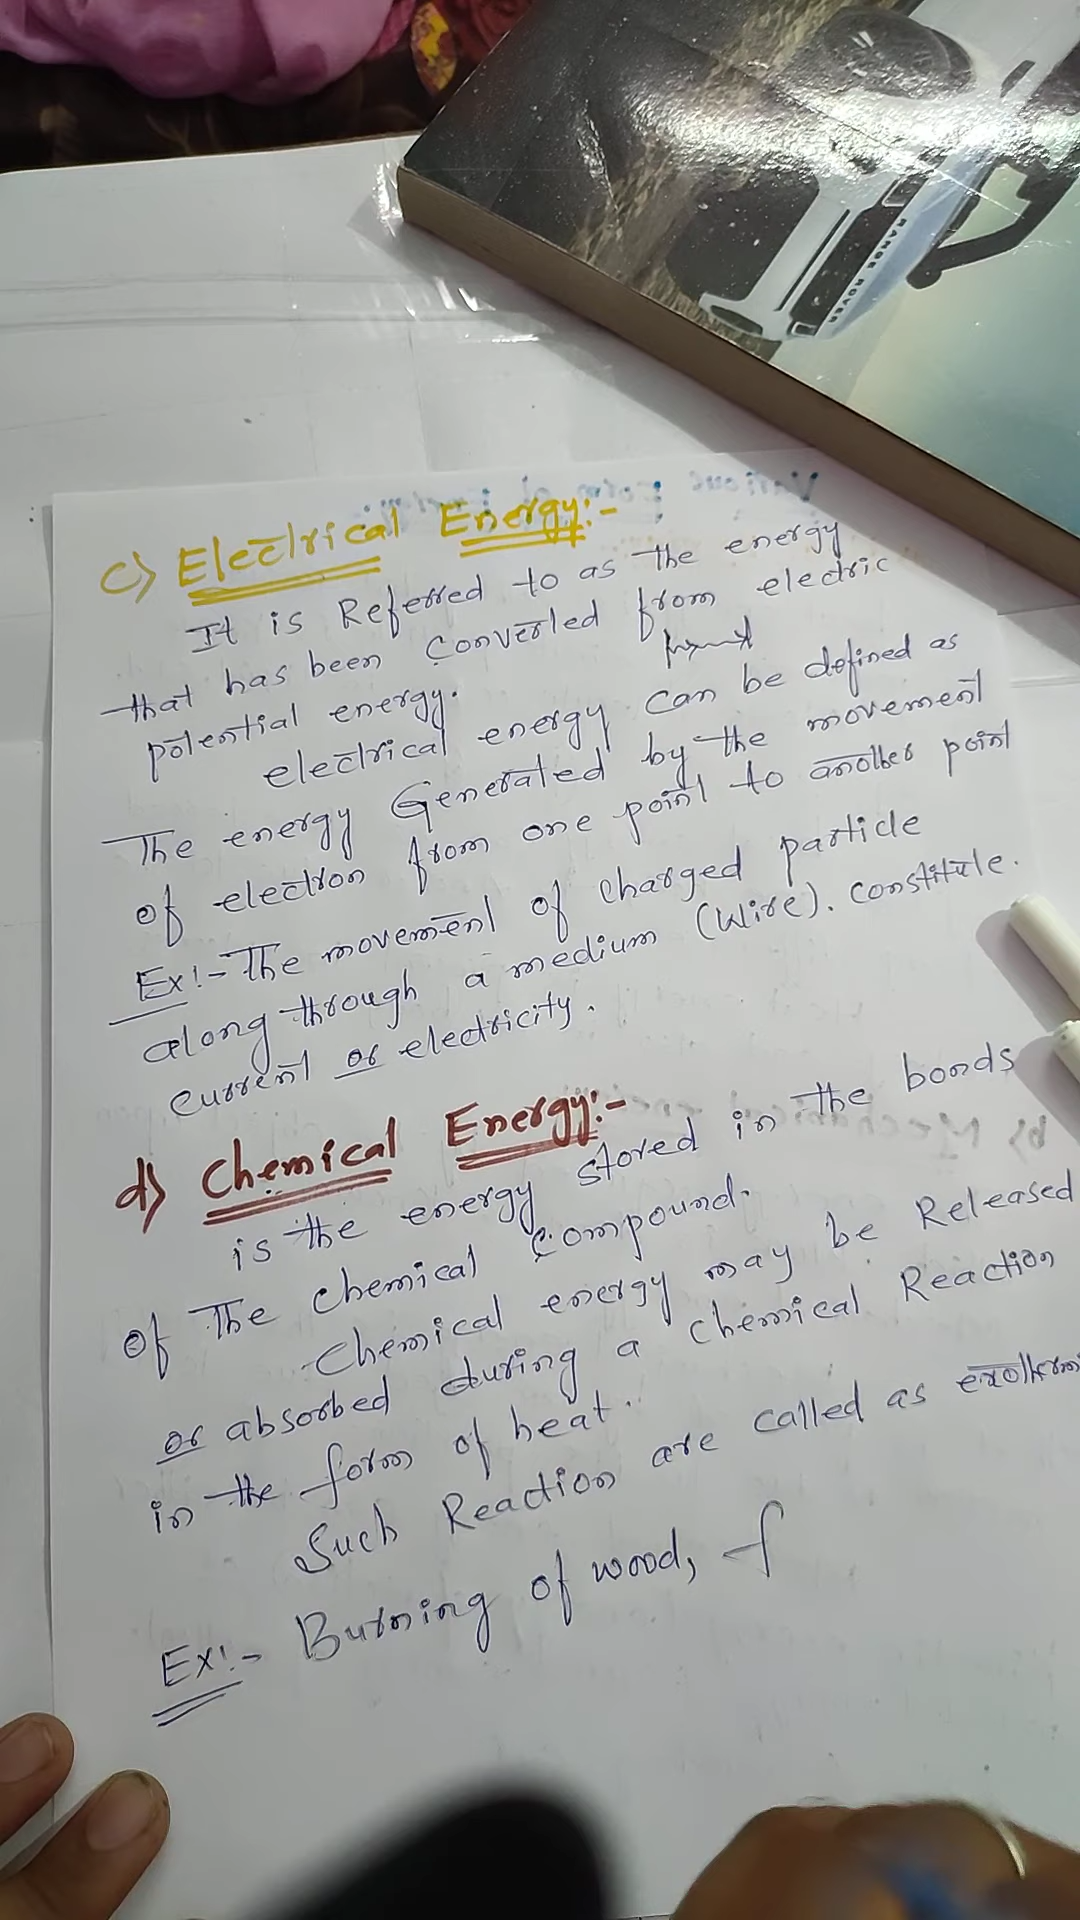 RANGE ROVER
c) Electrical Energy:-
It is Referred to as the energy
that has been converted from electric
potential energy.
electrical energy can be defined as
The energy Generated by the movement
of electron from one point to another point
Ex:- The movement of charged particle
along through a medium (wire). constitute.
current or electricity.
d) Chemical Energy:-
is the energy stored in the bonds
of The chemical compound.
Chemical energy may be Released
or absorbed during a chemical Reaction
in the form of heat.
Such Reaction are called as exotherm
Ex:- Burning of wood, f